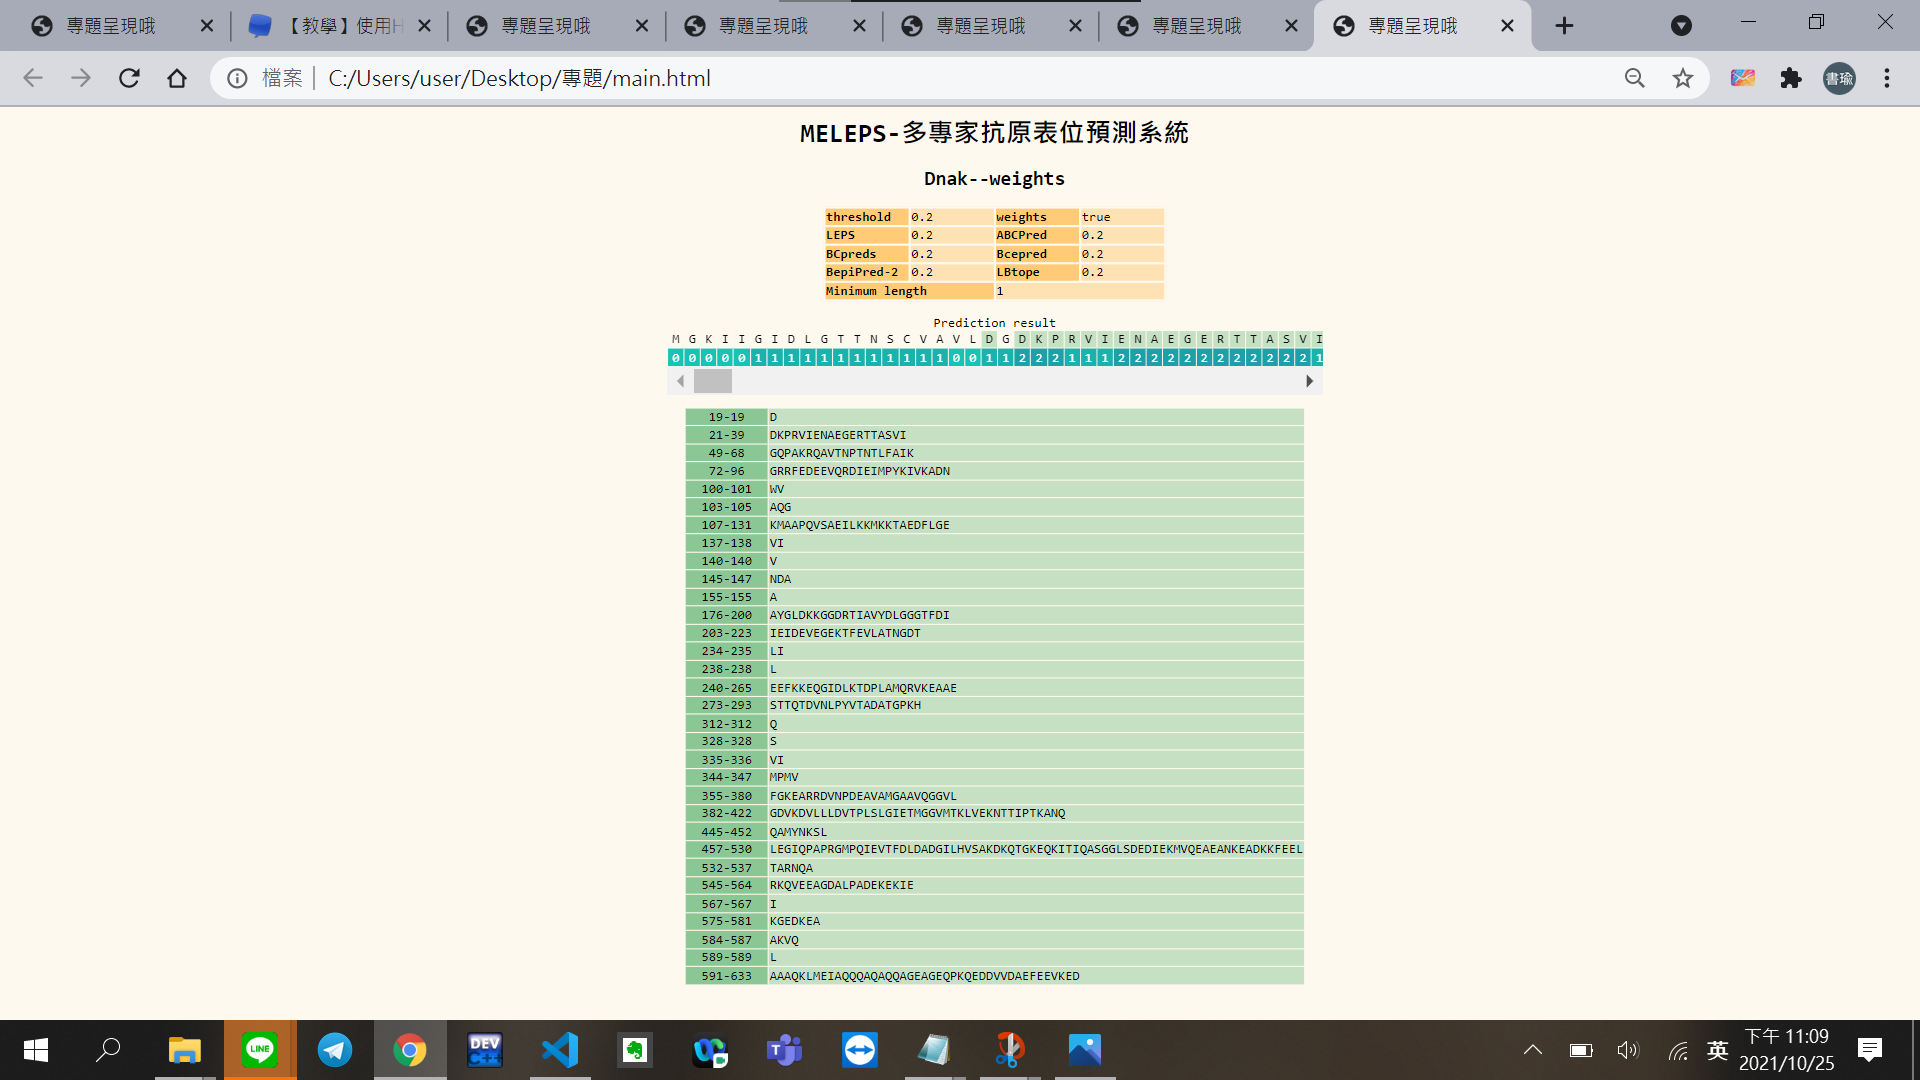 專題呈現哦 【教學】使用H 專題呈現哦 專題呈現哦 專題呈現哦 專題呈現哦 專題呈現哦
檔案 C:/Users/user/Desktop/專題/main.html 書瑜
MELEPS-多專家抗原表位預測系統
Dnak--weights
threshold 0.2 weights true
LEPS 0.2 ABCPred 0.2
BCpreds 0.2 Bcepred 0.2
BepiPred-2 0.2 LBtope 0.2
Minimum length 1
Prediction result
M G K I I G I D L G T T N S C V A V L D G D K P R V I E N A E G E R T T A S V I
0 0 0 0 0 1 1 1 1 1 1 1 1 1 1 1 1 0 0 1 1 2 2 2 1 1 1 2 2 2 2 2 2 2 2 2 2 2 2 1
19-19 D
21-39 DKPRVIENAEGERTTASVI
49-68 GQPAKRQAVTNPTNTLFAIK
72-96 GRRFEDEEVQRDIEIMPYKIVKADN
100-101 WV
103-105 AQG
107-131 KMAAPQVSAEILKKMKKTAEDFLGE
137-138 VI
140-140 V
145-147 NDA
155-155 A
176-200 AYGLDKKGGDRTIAVYDLGGGTFDI
203-223 IEIDEVEGEKTFEVLATNGDT
234-235 LI
238-238 L
240-265 EEFKKEQGIDLKTDPLAMQRVKEAAE
273-293 STTQTDVNLPYVTADATGPKH
312-312 Q
328-328 S
335-336 VI
344-347 MPMV
355-380 FGKEARRDVNPDEAVAMGAAVQGGVL
382-422 GDVKDVLLLDVTPLSLGIETMGGVMTKLVEKNTTIPTKANQ
445-452 QAMYNKSL
457-530 LEGIQPAPRGMPQIEVTFDLDADGILHVSAKDKQTGKEQKITIQASGGLSDEDIEKMVQEAEANKEADKKFEEL
532-537 TARNQA
545-564 RKQVEEAGDALPADEKEKIE
567-567 I
575-581 KGEDKEA
584-587 AKVQ
589-589 L
591-633 AAAQKLMEIAQQQAQAQQAGEAGEQPKQEDDVVDAEFEEVKED
LINE DEV C++ T 英 下午 11:09
2021/10/25